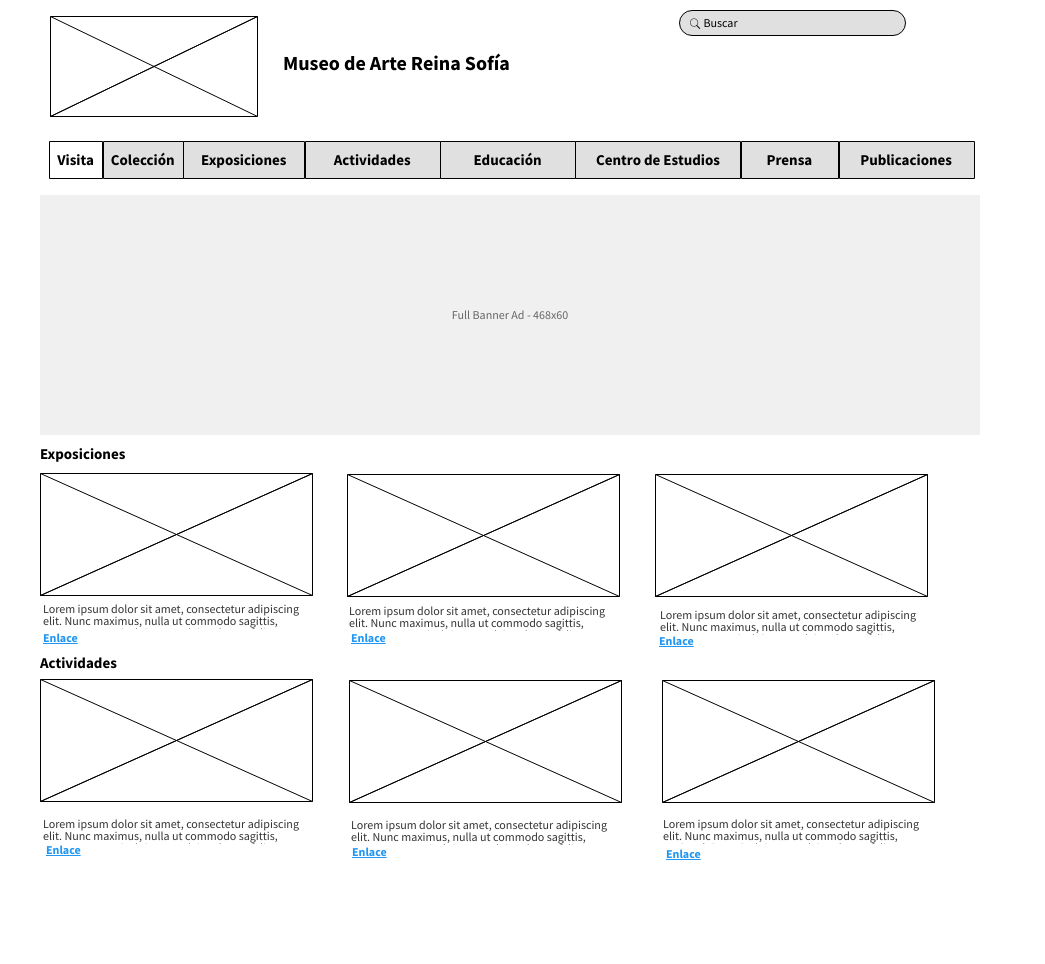 Buscar
Museo de Arte Reina Sofía
Visita Colección Exposiciones Actividades Educación Centro de Estudios Prensa Publicaciones
Full Banner Ad - 468x60
Exposiciones
Lorem ipsum dolor sit amet, consectetur adipiscing
elit. Nunc maximus, nulla ut commodo sagittis,
Enlace
Lorem ipsum dolor sit amet, consectetur adipiscing
elit. Nunc maximus, nulla ut commodo sagittis,
Enlace
Lorem ipsum dolor sit amet, consectetur adipiscing
elit. Nunc maximus, nulla ut commodo sagittis,
Enlace
Actividades
Lorem ipsum dolor sit amet, consectetur adipiscing
elit. Nunc maximus, nulla ut commodo sagittis,
Enlace
Lorem ipsum dolor sit amet, consectetur adipiscing
elit. Nunc maximus, nulla ut commodo sagittis,
Enlace
Lorem ipsum dolor sit amet, consectetur adipiscing
elit. Nunc maximus, nulla ut commodo sagittis,
Enlace